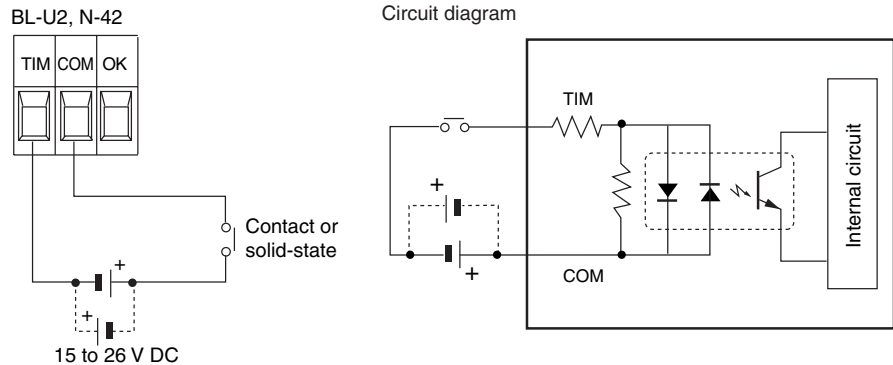 BL-U2, N-42
TIM COM OK
Contact or
solid-state
+
+
15 to 26 V DC
Circuit diagram
TIM
+
+
COM
Internal circuit